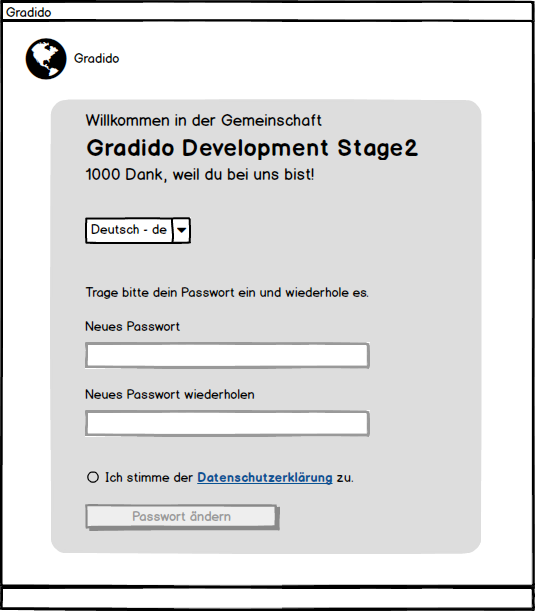 Gradido
Gradido
Willkommen in der Gemeinschaft
Gradido Development Stage2
1000 Dank, weil du bei uns bist!
Deutsch - de
Trage bitte dein Passwort ein und wiederhole es.
Neues Passwort
Neues Passwort wiederholen
Ich stimme der Datenschutzerklärung zu.
Passwort ändern